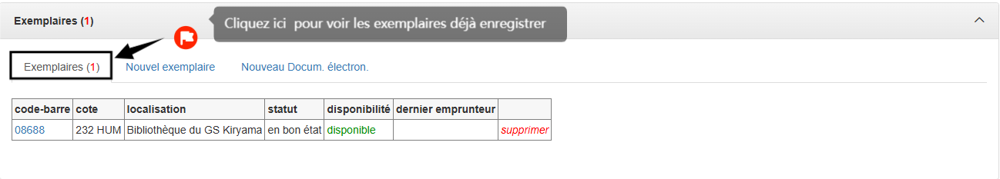 Exemplaires (1)
Cliquez ici pour voir les exemplaires déjà enregistrer
Exemplaires (1) Nouvel exemplaire Nouveau Docum. électron.
code-barre cote localisation statut disponibilité dernier emprunteur
08688 232 HUM Bibliothèque du GS Kiryama en bon état disponible supprimer